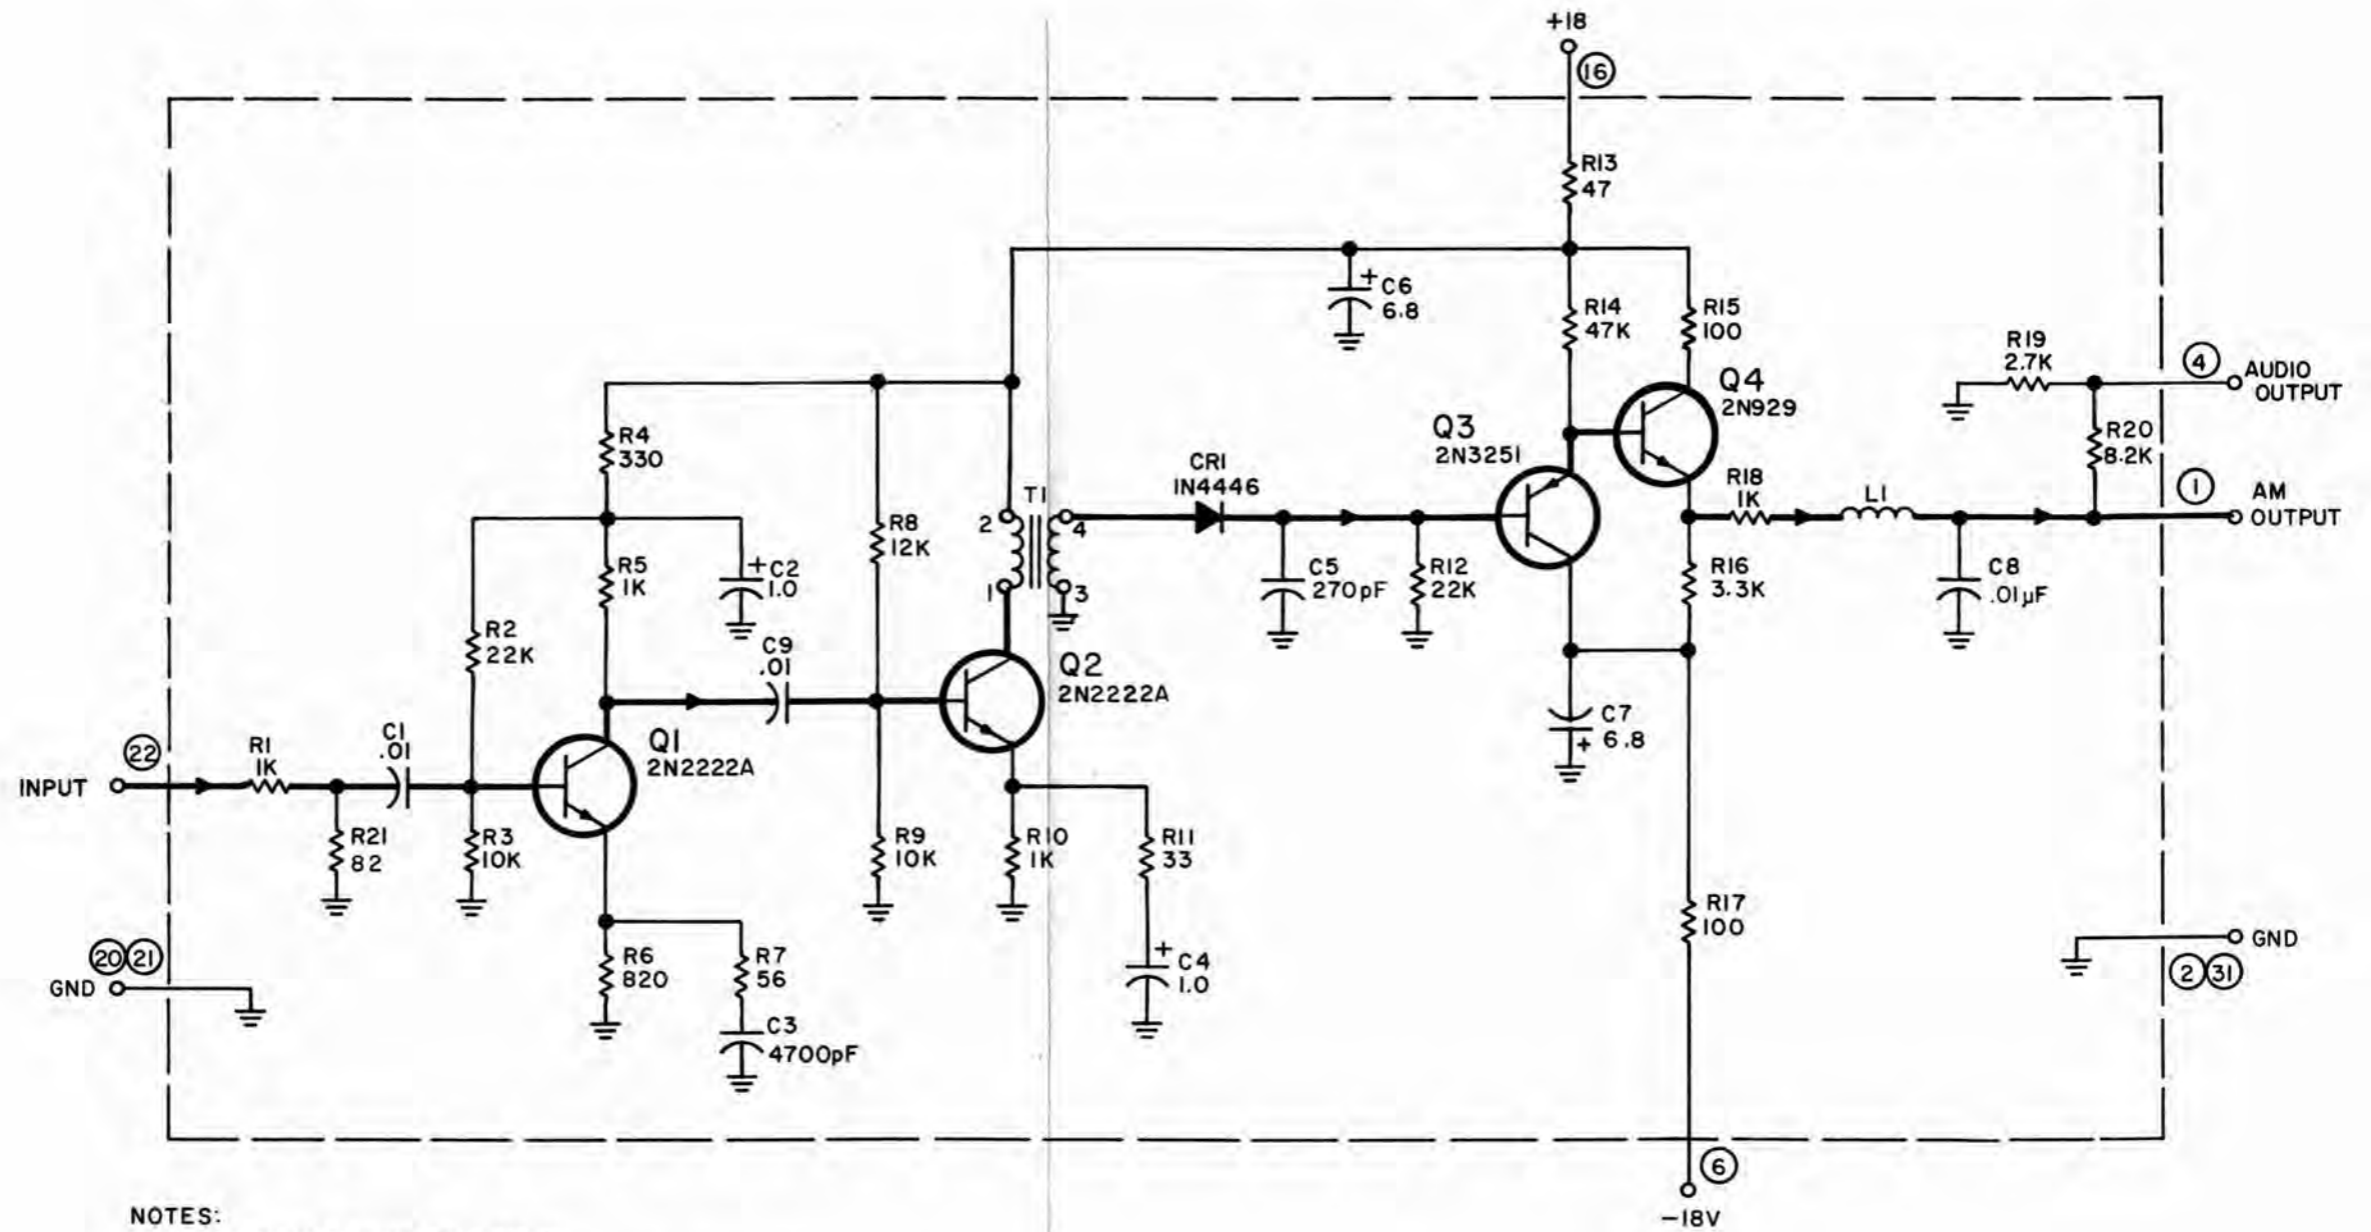 +18
16
R13
47
C6
6.8
+
R14
47K
R15
100
R19
2.7K
4
AUDIO
OUTPUT
Q4
2N929
R4
330
Q3
2N3251
R20
8.2K
CR1
1N4446
R18
1K
L1
1
AM
OUTPUT
T1
2
4
1
3
R8
12K
R5
1K
+
C2
1.0
C5
270pF
R12
22K
R16
3.3K
C8
.01µF
R2
22K
C9
.01
Q2
2N2222A
C7
6.8
+
22
INPUT
R1
1K
C1
.01
Q1
2N2222A
R21
82
R3
10K
R9
10K
R10
1K
R11
33
R17
100
20 21
GND
R6
820
R7
56
+
C4
1.0
GND
2 31
C3
4700pF
6
-18V
NOTES: